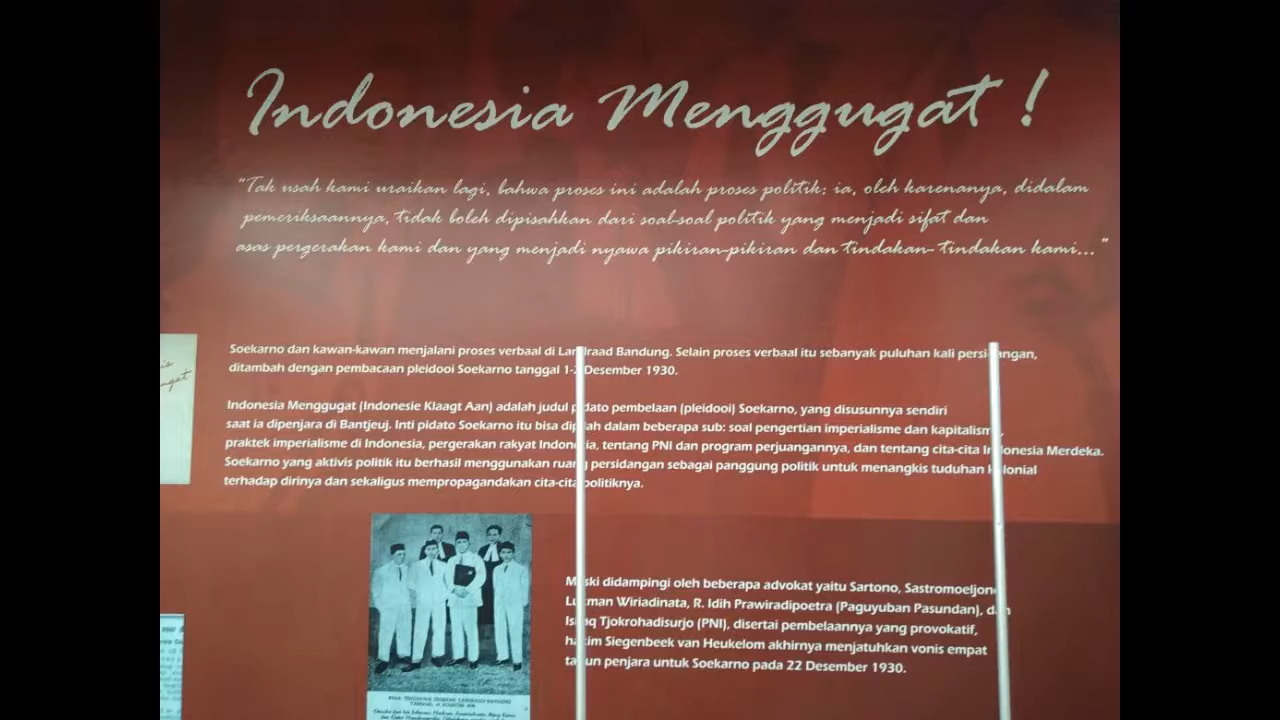 Indonesia Menggugat !
"Tak usah kami uraikan lagi, bahwa proses ini adalah proses politik: ia, oleh karenanya, didalam
pemeriksaannya, tidak boleh dipisahkan dari soal-soal politik yang menjadi sifat dan
asas pergerakan kami dan yang menjadi nyawa pikiran-pikiran dan tindakan-tindakan kami..."
Soekarno dan kawan-kawan menjalani proses verbaal di Landraad Bandung. Selain proses verbaal itu sebanyak puluhan kali persidangan,
ditambah dengan pembacaan pleidooi Soekarno tanggal 1-2 Desember 1930.
Indonesia Menggugat (Indonesie Klaagt Aan) adalah judul pidato pembelaan (pleidooi) Soekarno, yang disusunnya sendiri
saat ia dipenjara di Bantjeuj. Inti pidato Soekarno itu bisa dipilah dalam beberapa sub: soal pengertian imperialisme dan kapitalisme,
praktek imperialisme di Indonesia, pergerakan rakyat Indonesia, tentang PNI dan program perjuangannya, dan tentang cita-cita Indonesia Merdeka.
Soekarno yang aktivis politik itu berhasil menggunakan ruang persidangan sebagai panggung politik untuk menangkis tuduhan kolonial
terhadap dirinya dan sekaligus mempropagandakan cita-cita politiknya.
Meski didampingi oleh beberapa advokat yaitu Sartono, Sastromoeljono,
Lukman Wiriadinata, R. Idih Prawiradipoetra (Paguyuban Pasundan), dan
Ishaq Tjokrohadisurjo (PNI), disertai pembelaannya yang provokatif,
hakim Siegenbeek van Heukelom akhirnya menjatuhkan vonis empat
tahun penjara untuk Soekarno pada 22 Desember 1930.